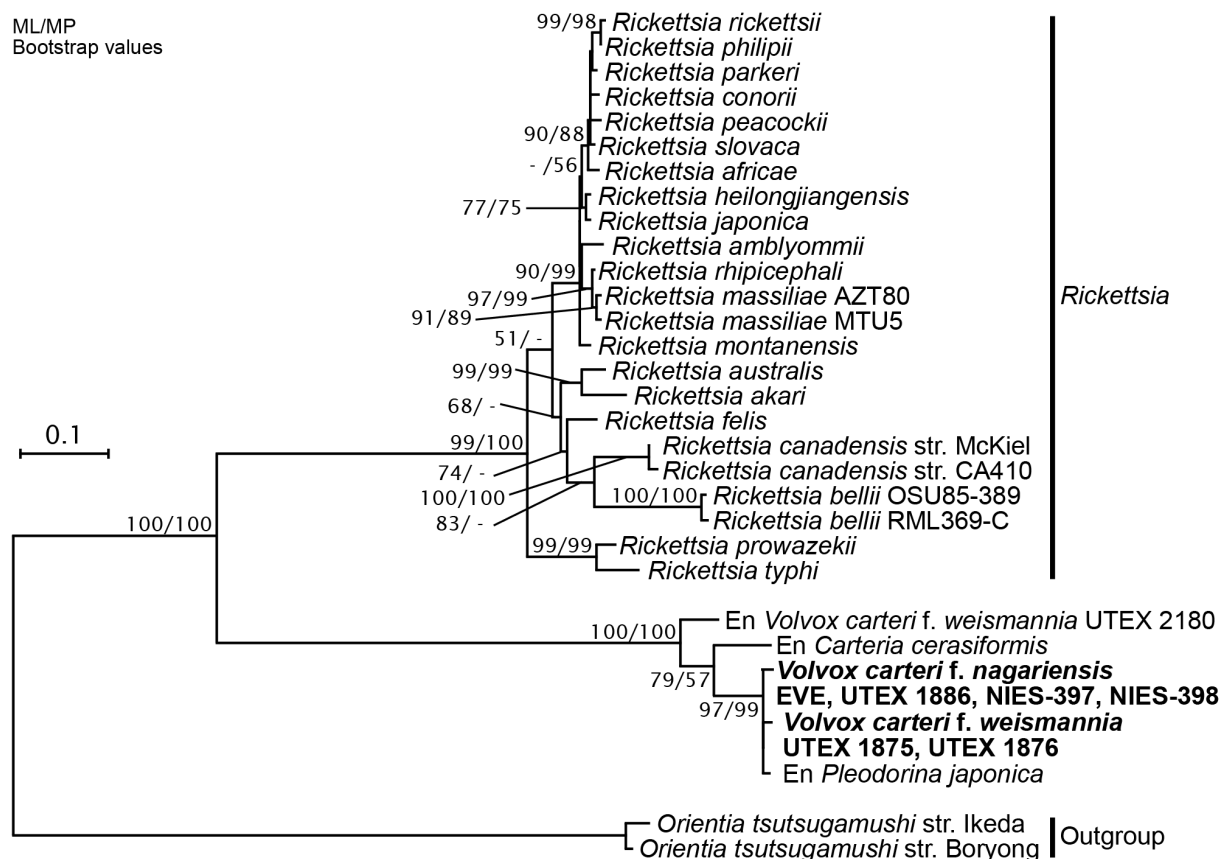 ML/MP
Bootstrap values
99/98
Rickettsia rickettsii
Rickettsia philipii
Rickettsia parkeri
Rickettsia conorii
Rickettsia peacockii
90/88
Rickettsia slovaca
- /56
Rickettsia africae
Rickettsia heilongjiangensis
77/75
Rickettsia japonica
Rickettsia amblyommii
90/99
Rickettsia rhipicephali
97/99
Rickettsia massiliae AZT80
Rickettsia
91/89
Rickettsia massiliae MTU5
51/ -
Rickettsia montanensis
99/99
Rickettsia australis
Rickettsia akari
68/ -
Rickettsia felis
0.1
99/100
Rickettsia canadensis str. McKiel
74/ -
Rickettsia canadensis str. CA410
100/100
100/100
Rickettsia bellii OSU85-389
83/ -
Rickettsia bellii RML369-C
100/100
99/99
Rickettsia prowazekii
Rickettsia typhi
En Volvox carteri f. weismannia UTEX 2180
100/100
En Carteria cerasiformis
79/57
Volvox carteri f. nagariensis
EVE, UTEX 1886, NIES-397, NIES-398
97/99
Volvox carteri f. weismannia
UTEX 1875, UTEX 1876
En Pleodorina japonica
Orientia tsutsugamushi str. Ikeda
Outgroup
Orientia tsutsugamushi str. Boryong